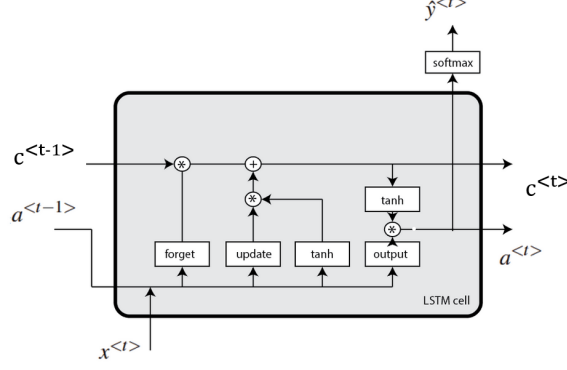 ŷ<t>
softmax
c<t-1>
* +
c<t>
a<t−1>
*
tanh
*
forget update tanh output
a<t>
LSTM cell
x<t>